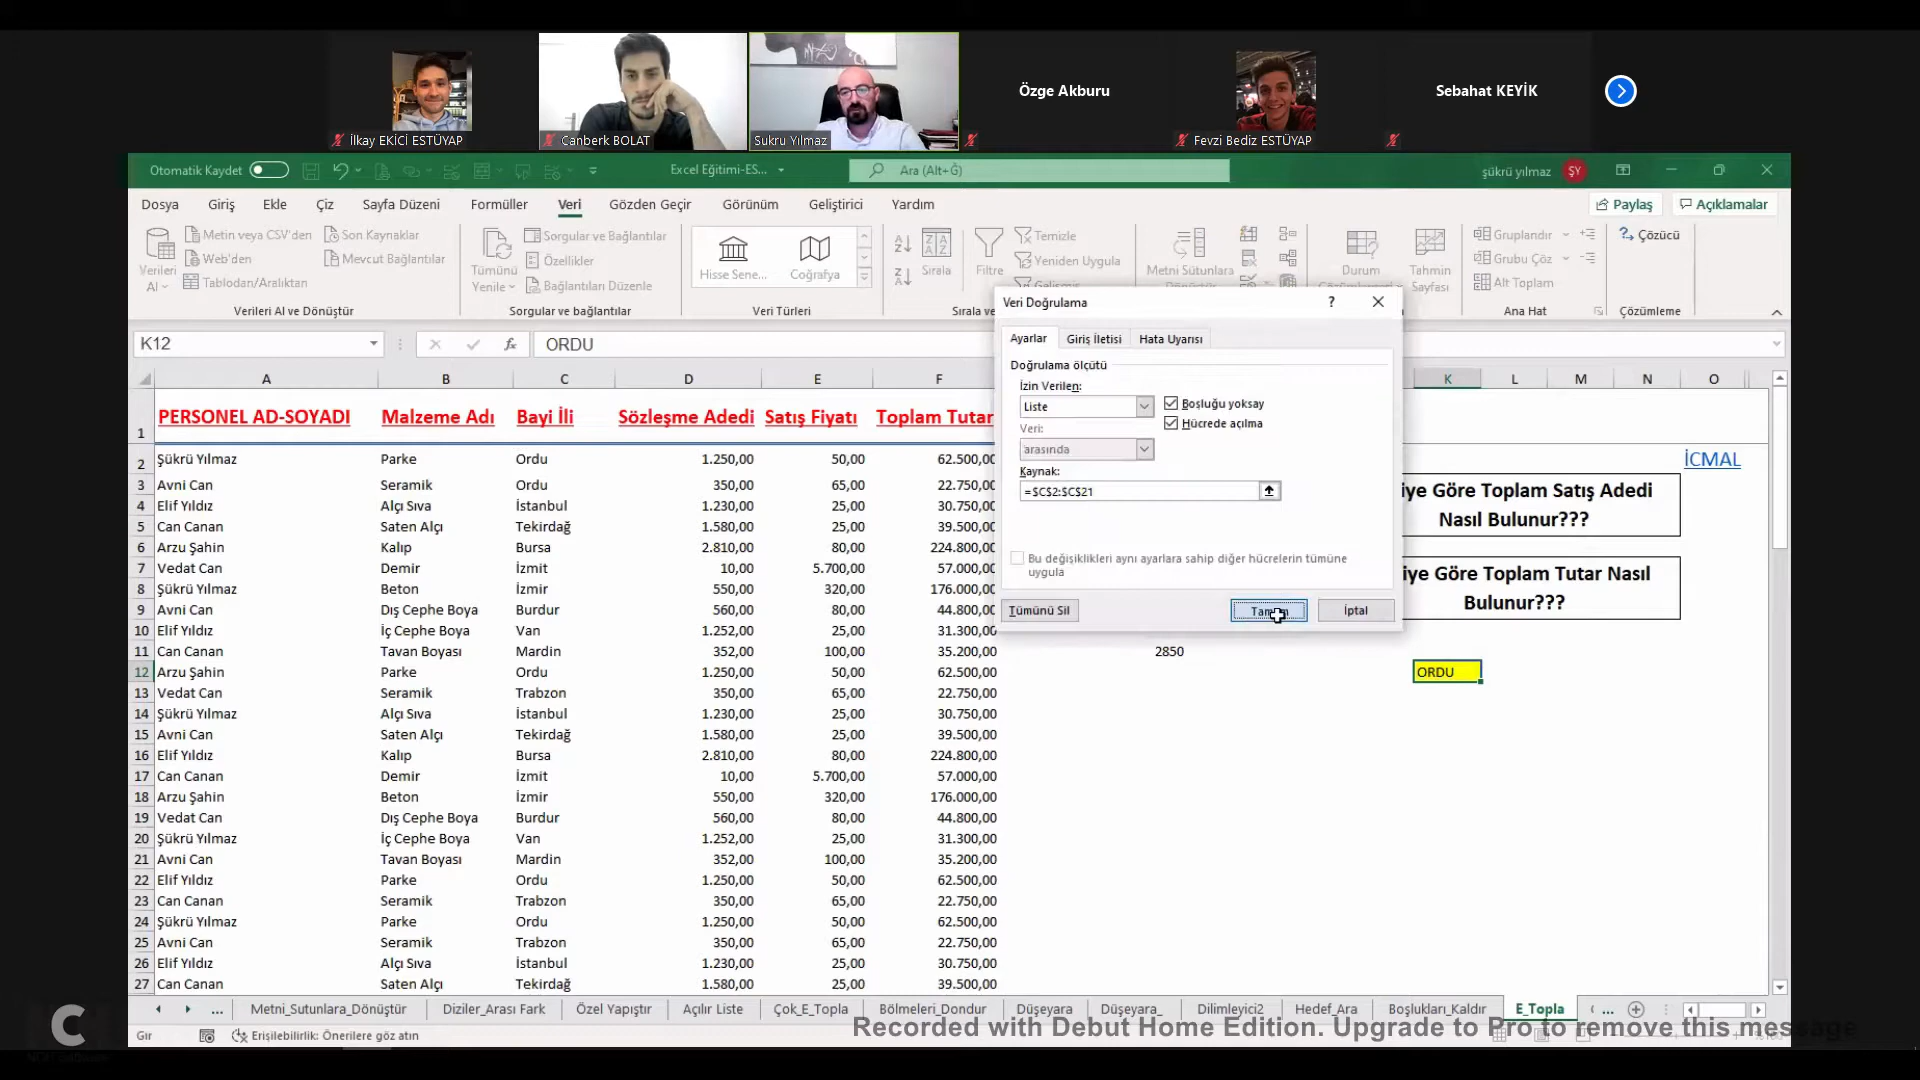 İlkay EKİCİ ESTÜYAP
Canberk BOLAT
Sukru Yılmaz
Özge Akburu
Fevzi Bediz ESTÜYAP
Sebahat KEYİK
Otomatik Kaydet
Excel Eğitimi-ES...
Ara (Alt+Ğ)
şükrü yılmaz
ŞY
Dosya Giriş Ekle Çiz Sayfa Düzeni Formüller Veri Gözden Geçir Görünüm Geliştirici Yardım
Paylaş
Açıklamalar
Verileri Al
Metin veya CSV'den
Web'den
Tablodan/Aralıktan
Son Kaynaklar
Mevcut Bağlantılar
Verileri Al ve Dönüştür
Tümünü Yenile
Sorgular ve Bağlantılar
Özellikler
Bağlantıları Düzenle
Sorgular ve bağlantılar
Hisse Sene...
Coğrafya
Veri Türleri
Sırala
Filtre
Temizle
Yeniden Uygula
Gelişmiş
Sırala ve
Metni Sütunlara
Durum
Tahmin
Sayfası
Gruplandır
Grubu Çöz
Alt Toplam
Ana Hat
Çözücü
Çözümleme
K12
ORDU
Veri Doğrulama
Ayarlar
Giriş İletisi
Hata Uyarısı
Doğrulama ölçütü
İzin Verilen:
Liste
Boşluğu yoksay
Hücrede açılma
Veri:
arasında
Kaynak:
=$C$2:$C$21
Bu değişiklikleri aynı ayarlara sahip diğer hücrelerin tümüne
uygula
Tümünü Sil
İptal
A B C D E F K L M N O
1 PERSONEL AD-SOYADI Malzeme Adı Bayi İli Sözleşme Adedi Satış Fiyatı Toplam Tutar
2 Şükrü Yılmaz Parke Ordu 1.250,00 50,00 62.500,00
3 Avni Can Seramik Ordu 350,00 65,00 22.750,00
4 Elif Yıldız Alçı Sıva İstanbul 1.230,00 25,00 30.750,00
5 Can Canan Saten Alçı Tekirdağ 1.580,00 25,00 39.500,00
6 Arzu Şahin Kalıp Bursa 2.810,00 80,00 224.800,00
7 Vedat Can Demir İzmit 10,00 5.700,00 57.000,00
8 Şükrü Yılmaz Beton İzmir 550,00 320,00 176.000,00
9 Avni Can Dış Cephe Boya Burdur 560,00 80,00 44.800,00
10 Elif Yıldız İç Cephe Boya Van 1.252,00 25,00 31.300,00
11 Can Canan Tavan Boyası Mardin 352,00 100,00 35.200,00 2850
12 Arzu Şahin Parke Ordu 1.250,00 50,00 62.500,00 ORDU
13 Vedat Can Seramik Trabzon 350,00 65,00 22.750,00
14 Şükrü Yılmaz Alçı Sıva İstanbul 1.230,00 25,00 30.750,00
15 Avni Can Saten Alçı Tekirdağ 1.580,00 25,00 39.500,00
16 Elif Yıldız Kalıp Bursa 2.810,00 80,00 224.800,00
17 Can Canan Demir İzmit 10,00 5.700,00 57.000,00
18 Arzu Şahin Beton İzmir 550,00 320,00 176.000,00
19 Vedat Can Dış Cephe Boya Burdur 560,00 80,00 44.800,00
20 Şükrü Yılmaz İç Cephe Boya Van 1.252,00 25,00 31.300,00
21 Avni Can Tavan Boyası Mardin 352,00 100,00 35.200,00
22 Elif Yıldız Parke Ordu 1.250,00 50,00 62.500,00
23 Can Canan Seramik Trabzon 350,00 65,00 22.750,00
24 Şükrü Yılmaz Parke Ordu 1.250,00 50,00 62.500,00
25 Avni Can Seramik Trabzon 350,00 65,00 22.750,00
26 Elif Yıldız Alçı Sıva İstanbul 1.230,00 25,00 30.750,00
27 Can Canan Saten Alçı Tekirdağ 1.580,00 25,00 39.500,00
İCMAL
iye Göre Toplam Satış Adedi
Nasıl Bulunur???
iye Göre Toplam Tutar Nasıl
Bulunur???
... Metni_Sutunlara_Dönüştür Diziler_Arası Fark Özel Yapıştır Açılır Liste Çok_E_Topla Bölmeleri_Dondur Düşeyara Düşeyara_ Dilimleyici2 Hedef_Ara Boşlukları_Kaldır E_Topla ...
Gir
Erişilebilirlik: Önerilere göz atın
Recorded with Debut Home Edition. Upgrade to Pro to remove this message